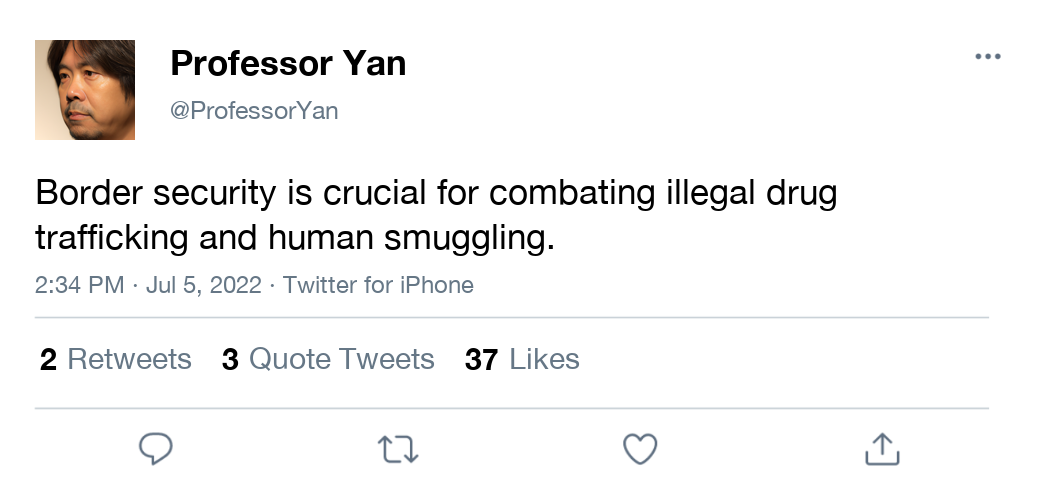 Professor Yan
@ProfessorYan
Border security is crucial for combating illegal drug
trafficking and human smuggling.
2:34 PM · Jul 5, 2022 · Twitter for iPhone
2 Retweets 3 Quote Tweets 37 Likes